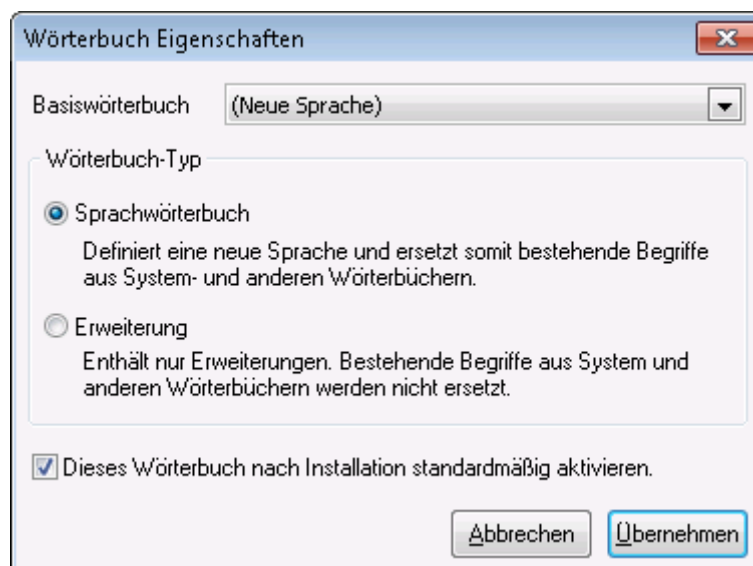 Wörterbuch Eigenschaften
Basiswörterbuch (Neue Sprache)
Wörterbuch-Typ
Sprachwörterbuch
Definiert eine neue Sprache und ersetzt somit bestehende Begriffe
aus System- und anderen Wörterbüchern.
Erweiterung
Enthält nur Erweiterungen. Bestehende Begriffe aus System und
anderen Wörterbüchern werden nicht ersetzt.
Dieses Wörterbuch nach Installation standardmäßig aktivieren.
Abbrechen Übernehmen